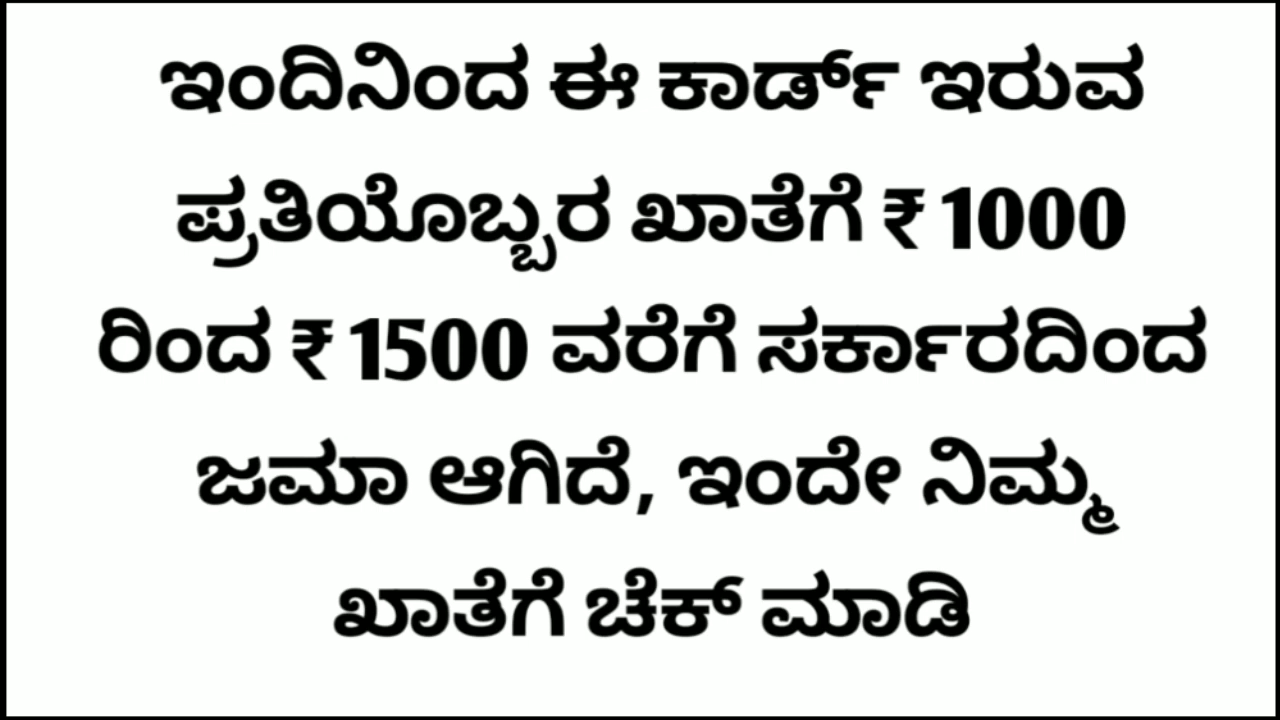 ಇಂದಿನಿಂದ ಈ ಕಾರ್ಡ್ ಇರುವ
ಪ್ರತಿಯೊಬ್ಬರ ಖಾತೆಗೆ ₹ 1000
ರಿಂದ ₹ 1500 ವರೆಗೆ ಸರ್ಕಾರದಿಂದ
ಜಮಾ ಆಗಿದೆ, ಇಂದೇ ನಿಮ್ಮ
ಖಾತೆಗೆ ಚೆಕ್ ಮಾಡಿ